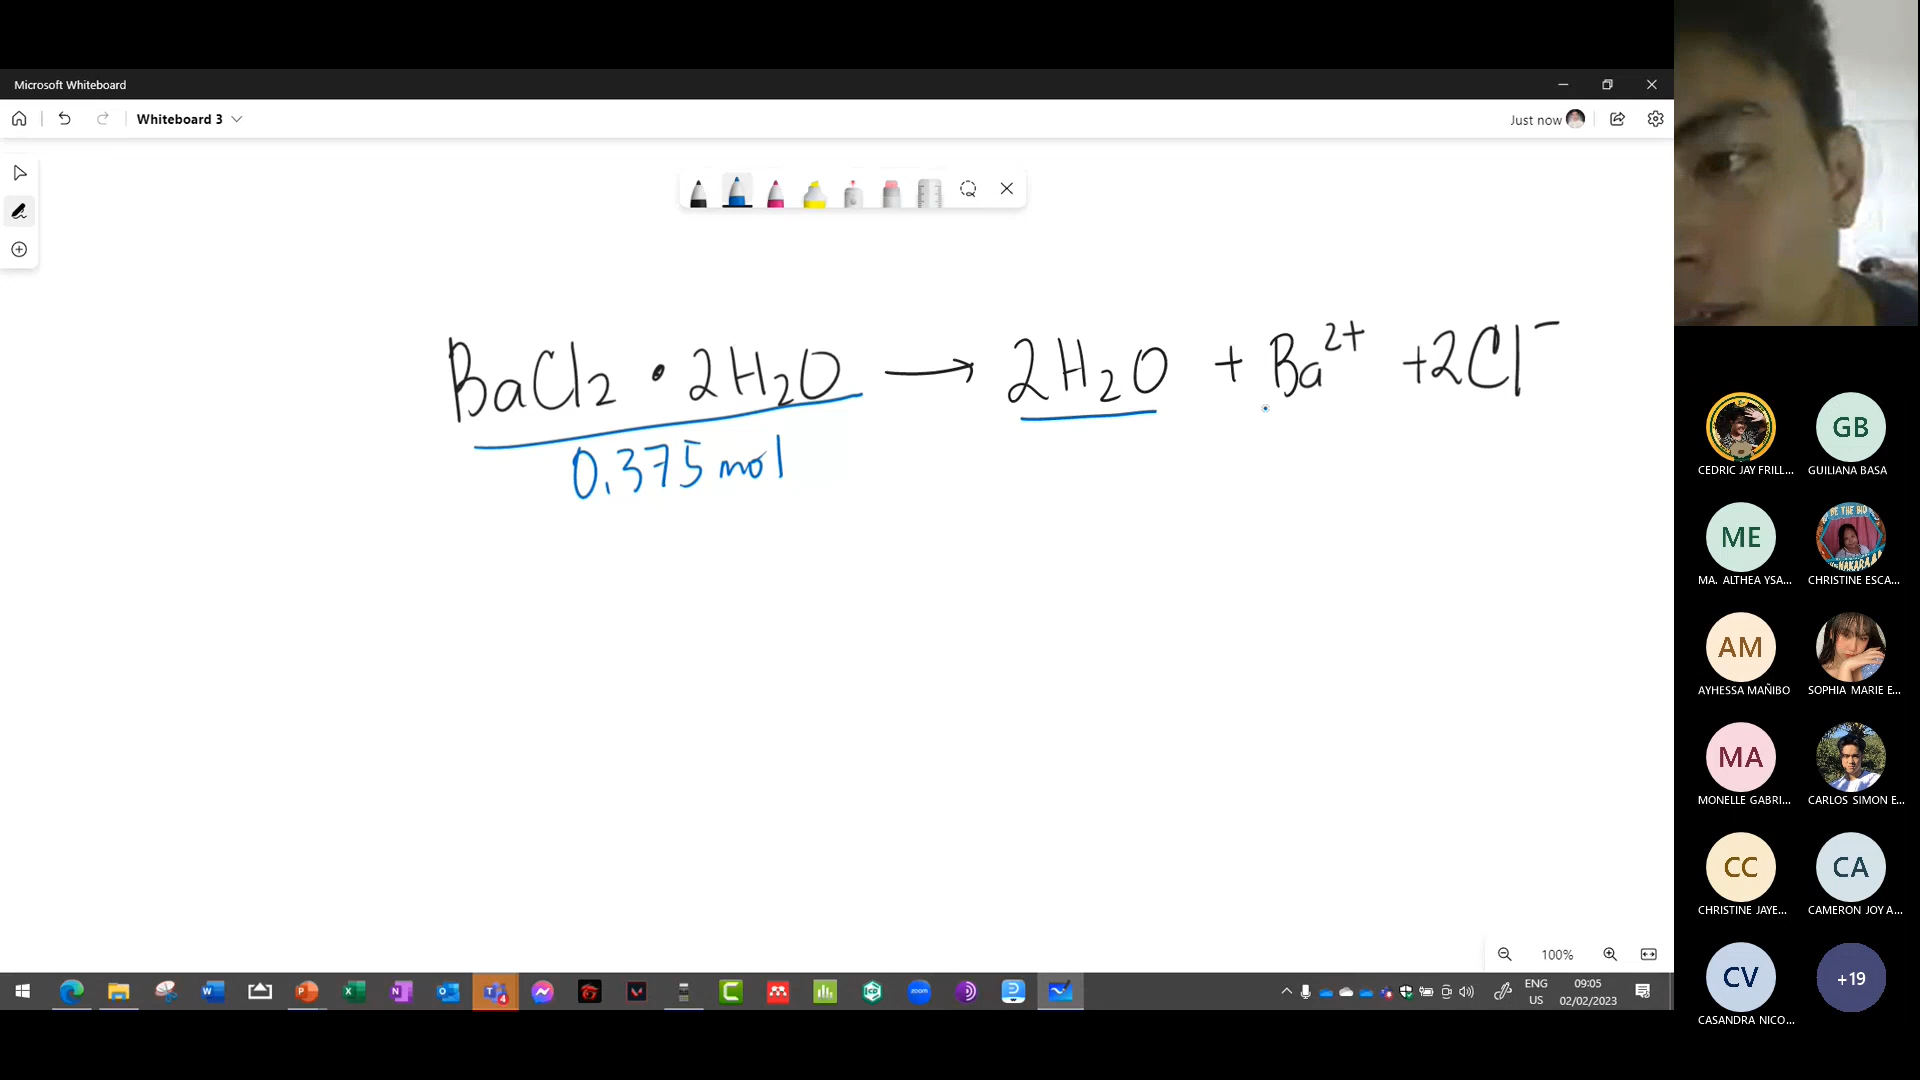 Microsoft Whiteboard
Whiteboard 3
Just now
BaCl₂ • 2H₂O ⟶ 2H₂O + Ba²⁺ + 2Cl⁻
0.375 mol
CEDRIC JAY FRILL...
GB
GUILIANA BASA
ME
MA. ALTHEA YSA...
CHRISTINE ESCA...
AM
AYHESSA MAÑIBO
SOPHIA MARIE E...
MA
MONELLE GABRI...
CARLOS SIMON E...
CC
CHRISTINE JAYE...
CA
CAMERON JOY A...
CV
CASANDRA NICO...
+19
100%
4
zoom
ENG
US
09:05
02/02/2023